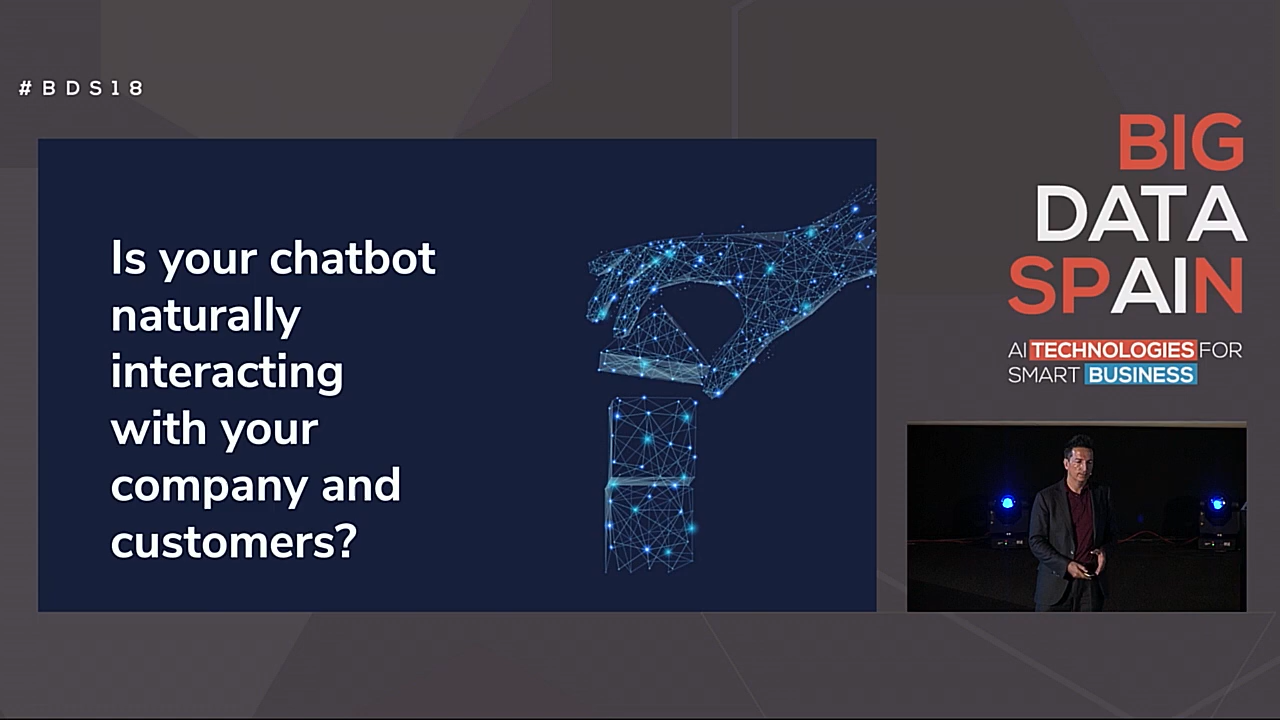 #BDS18
Is your chatbot
naturally
interacting
with your
company and
customers?
BIG
DATA
SPAIN
AI TECHNOLOGIES FOR
SMART BUSINESS